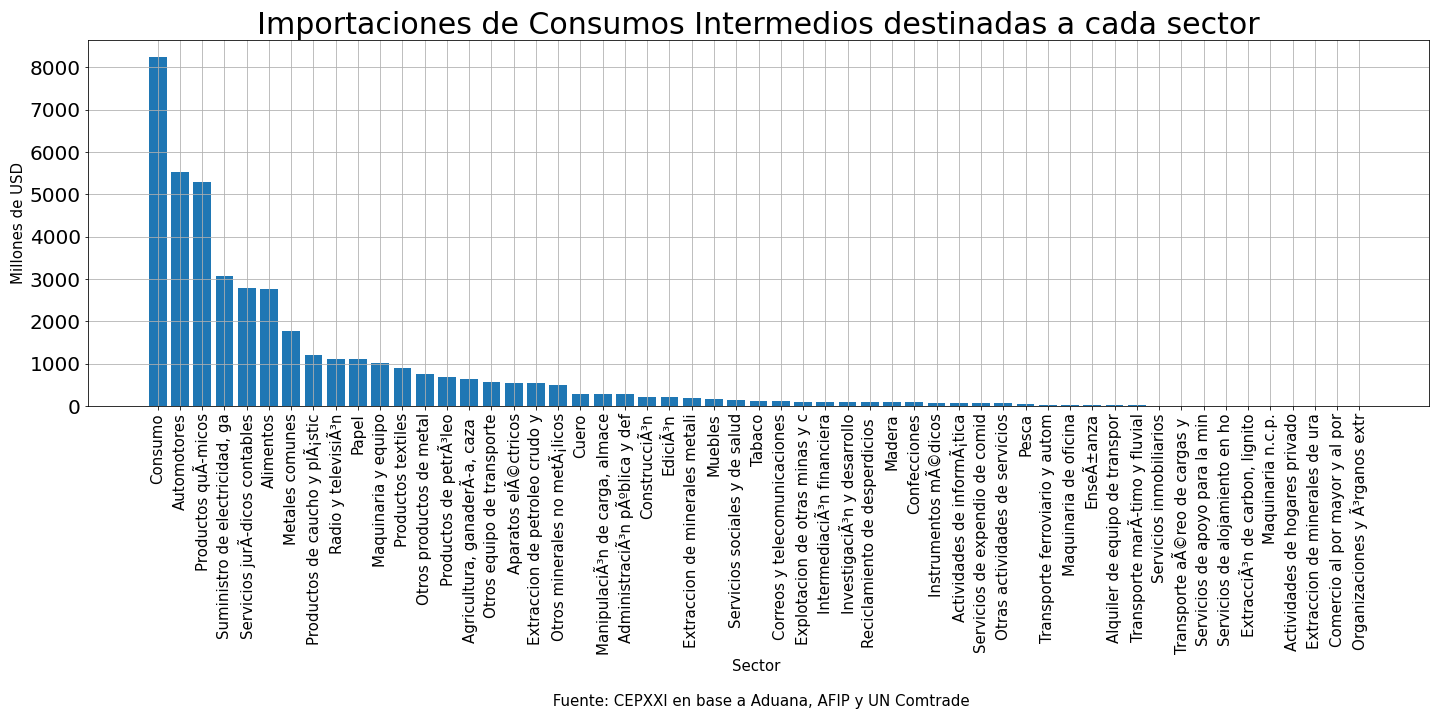 Importaciones de Consumos Intermedios destinadas a cada sector
Millones de USD
8000
7000
6000
5000
4000
3000
2000
1000
0
Consumo
Automotores
Productos quÃ-micos
Suministro de electricidad, ga
Servicios jurÃ-dicos contables
Alimentos
Metales comunes
Productos de caucho y plÃ¡stic
Radio y televisiÃ³n
Papel
Maquinaria y equipo
Productos textiles
Otros productos de metal
Productos de petrÃ³leo
Agricultura, ganaderÃ-a, caza
Otros equipo de transporte
Aparatos elÃ©ctricos
Extraccion de petroleo crudo y
Otros minerales no metÃ¡licos
Cuero
ManipulaciÃ³n de carga, almace
AdministraciÃ³n pÃºblica y def
ConstrucciÃ³n
EdiciÃ³n
Extraccion de minerales metali
Muebles
Servicios sociales y de salud
Tabaco
Correos y telecomunicaciones
Explotacion de otras minas y c
IntermediaciÃ³n financiera
InvestigaciÃ³n y desarrollo
Reciclamiento de desperdicios
Madera
Confecciones
Instrumentos mÃ©dicos
Actividades de informÃ¡tica
Servicios de expendio de comid
Otras actividades de servicios
Pesca
Transporte ferroviario y autom
Maquinaria de oficina
EnseÃ±anza
Alquiler de equipo de transpor
Transporte marÃ-timo y fluvial
Servicios inmobiliarios
Transporte aÃ©reo de cargas y
Servicios de apoyo para la min
Servicios de alojamiento en ho
ExtracciÃ³n de carbon, lignito
Maquinaria n.c.p.
Actividades de hogares privado
Extraccion de minerales de ura
Comercio al por mayor y al por
Organizaciones y Ã³rganos extr
Sector
Fuente: CEPXXI en base a Aduana, AFIP y UN Comtrade